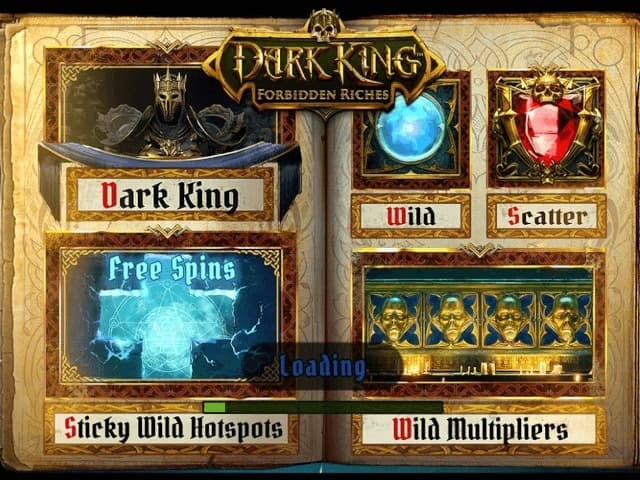 DARK KING
FORBIDDEN RICHES
Dark King
Wild
Scatter
Free Spins
Loading
Sticky Wild Hotspots
Wild Multipliers